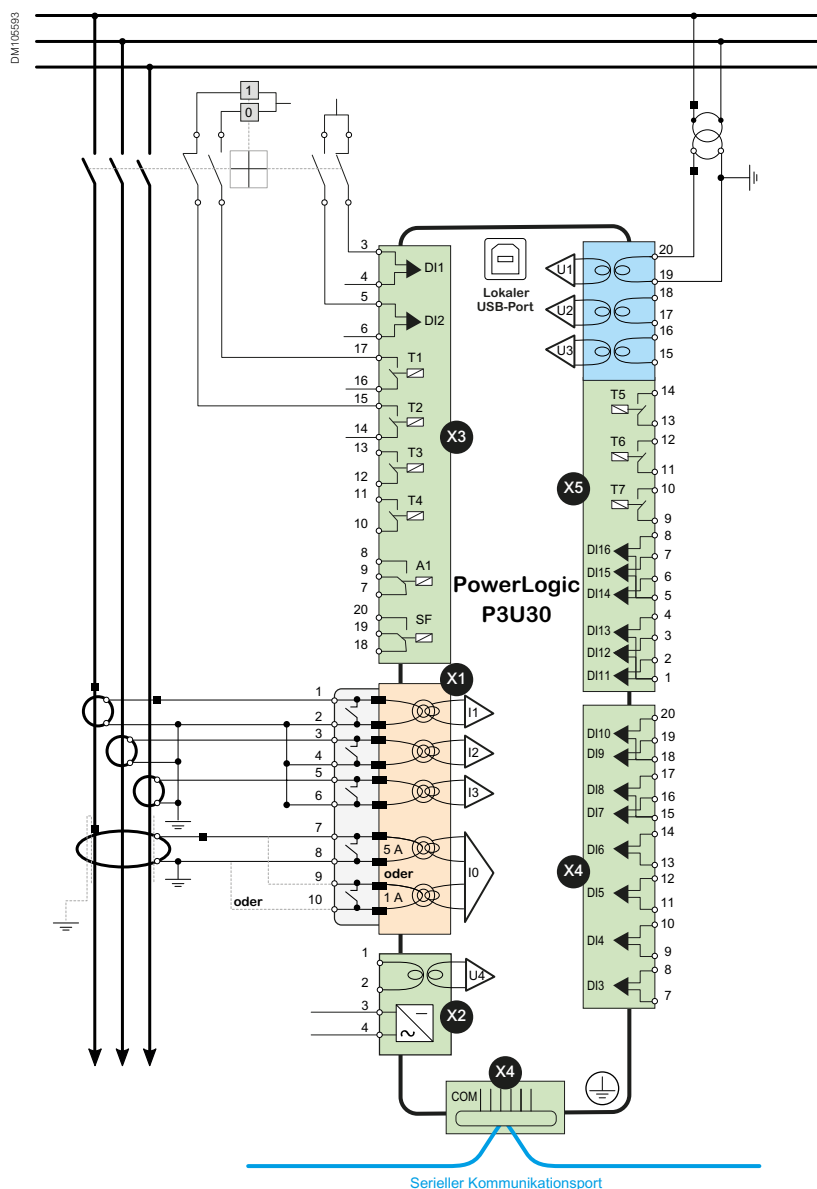 DM105593
1
0
3
4
DI1
5
6
DI2
17
T1
16
15
T2
14
13
T3
12
11
T4
10
8
9
A1
7
20
19
SF
18
X3
Lokaler
USB-Port
PowerLogic
P3U30
U1
U2
U3
20
19
18
17
16
15
T5
14
13
T6
12
11
T7
10
9
X5
8
DI16
7
DI15
6
DI14
5
4
DI13
3
DI12
2
DI11
1
X1
1
2
I1
3
4
I2
5
6
I3
7
8
5 A
oder
9
10
1 A
I0
oder
20
DI10
19
DI9
18
17
DI8
16
DI7
15
14
DI6
13
12
DI5
11
10
DI4
9
8
DI3
7
X4
1
2
U4
3
4
X2
X4
COM
Serieller Kommunikationsport